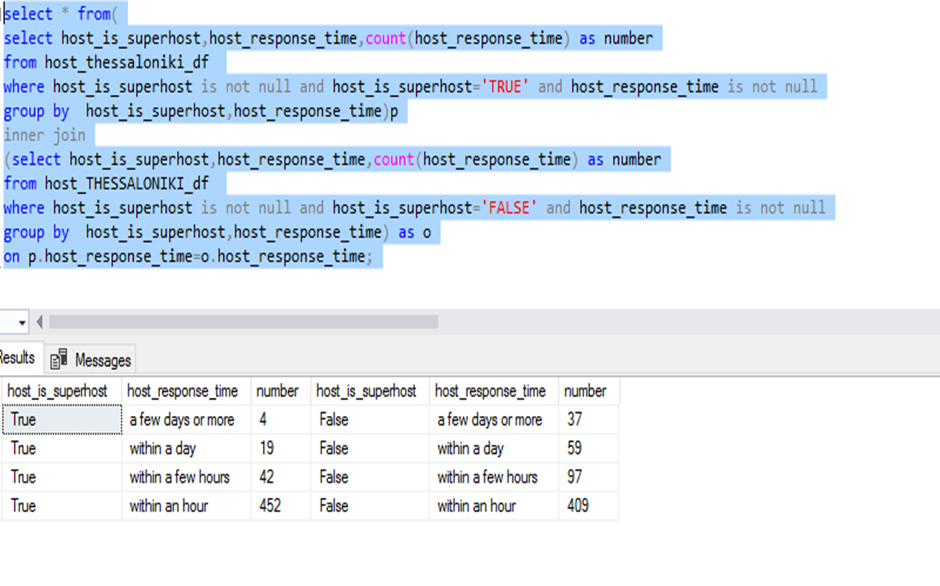 select * from(
select host_is_superhost,host_response_time,count(host_response_time) as number
from host_thessaloniki_df
where host_is_superhost is not null and host_is_superhost='TRUE' and host_response_time is not null
group by  host_is_superhost,host_response_time)p
inner join
(select host_is_superhost,host_response_time,count(host_response_time) as number
from host_THESSALONIKI_df
where host_is_superhost is not null and host_is_superhost='FALSE' and host_response_time is not null
group by  host_is_superhost,host_response_time) as o
on p.host_response_time=o.host_response_time;
Results Messages
host_is_superhost host_response_time number host_is_superhost host_response_time number
True a few days or more 4 False a few days or more 37
True within a day 19 False within a day 59
True within a few hours 42 False within a few hours 97
True within an hour 452 False within an hour 409